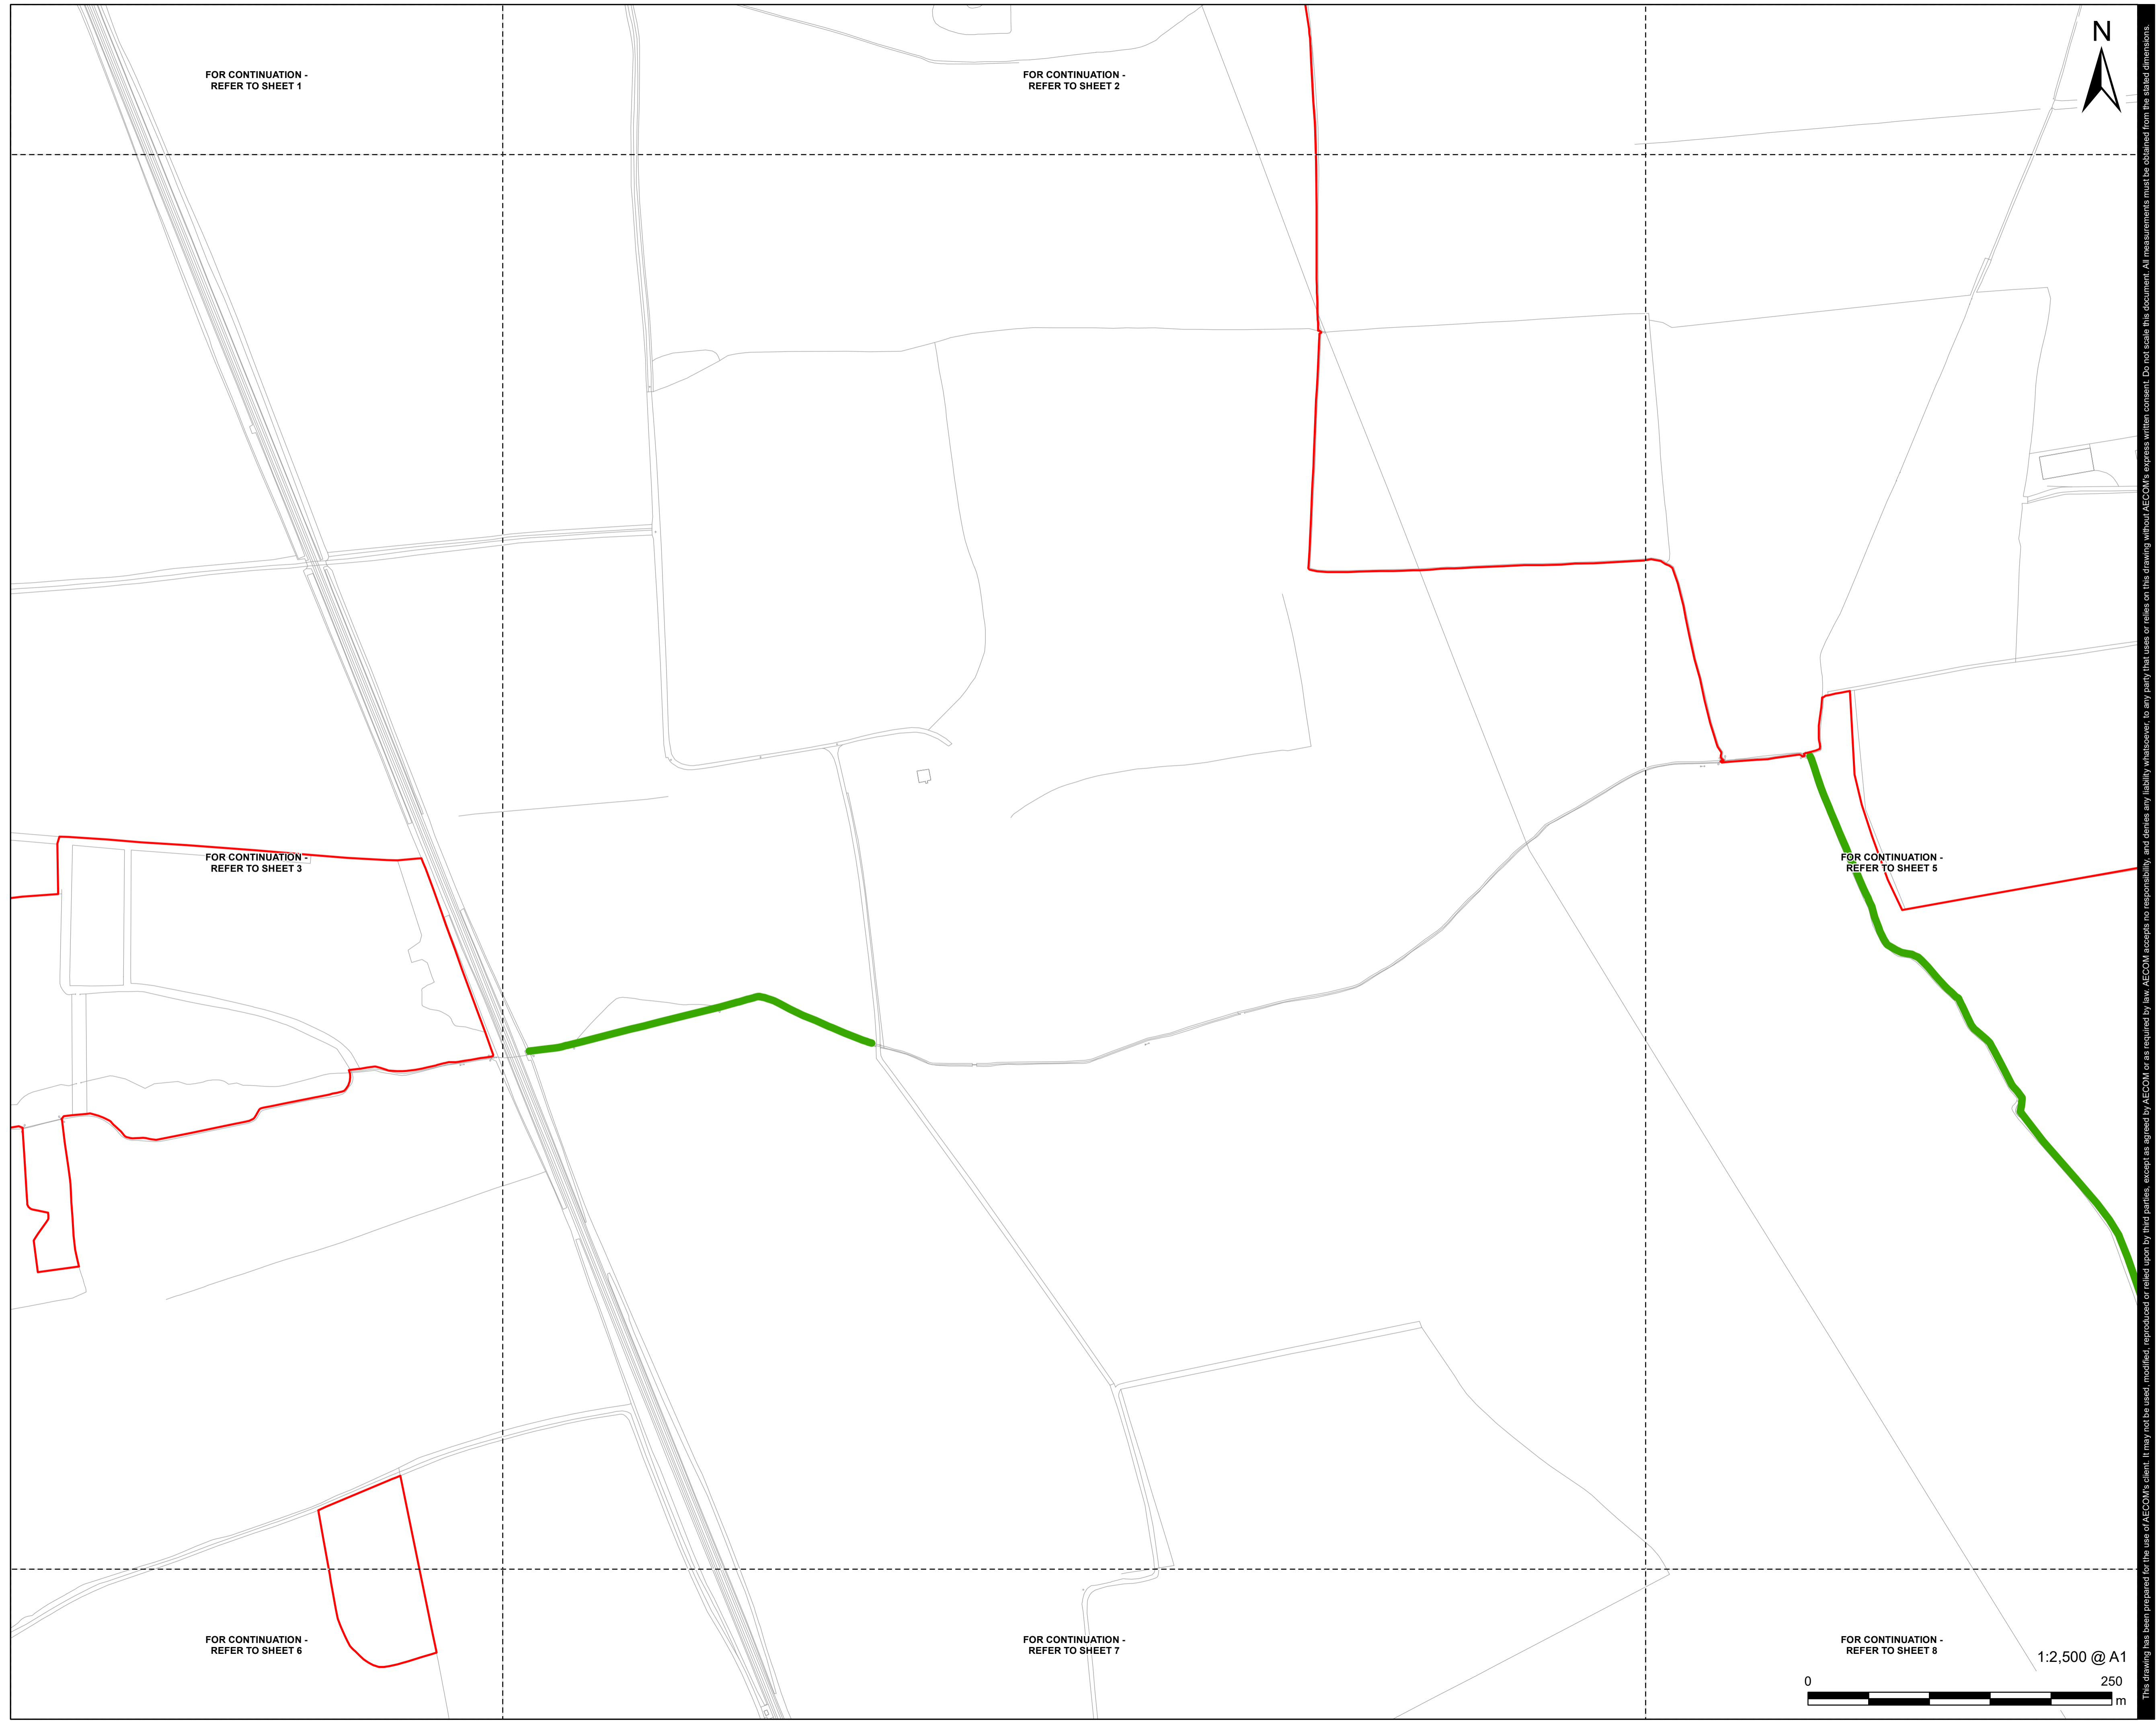 FOR CONTINUATION -
REFER TO SHEET 1
FOR CONTINUATION -
REFER TO SHEET 2
N
FOR CONTINUATION -
REFER TO SHEET 3
FOR CONTINUATION -
REFER TO SHEET 5
FOR CONTINUATION -
REFER TO SHEET 6
FOR CONTINUATION -
REFER TO SHEET 7
FOR CONTINUATION -
REFER TO SHEET 8
1:2,500 @ A1
0 250
m
This drawing has been prepared for the use of AECOM's client. It may not be used, modified, reproduced or relied upon by third parties, except as agreed by AECOM or as required by law. AECOM accepts no responsibility, and denies any liability whatsoever, to any party that uses or relies on this drawing without AECOM's express written consent. Do not scale this document. All measurements must be obtained from the stated dimensions.